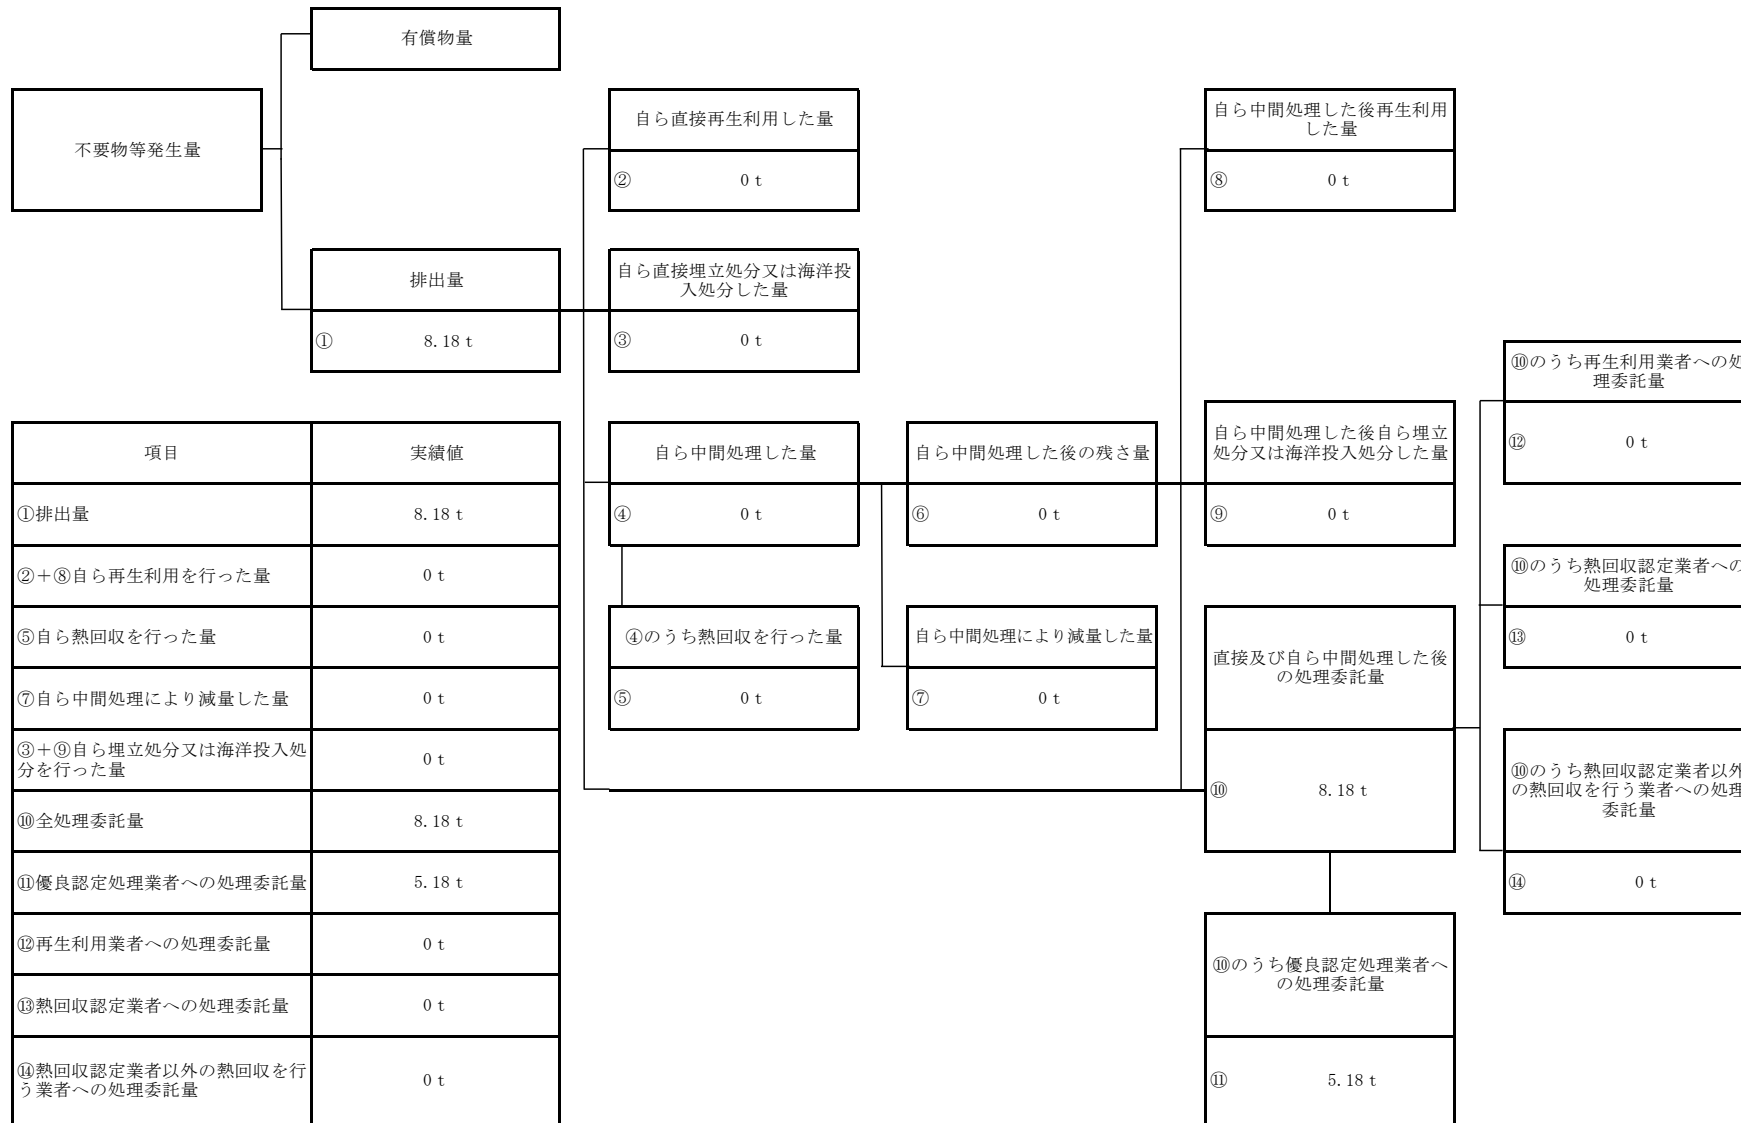 有償物量
不要物等発生量
自ら直接再生利用した量
② 0 t
自ら中間処理した後再生利用
した量
⑧ 0 t
排出量
① 8.18 t
自ら直接埋立処分又は海洋投
入処分した量
③ 0 t
⑩のうち再生利用業者への処
理委託量
⑫ 0 t
項目 実績値
①排出量 8.18 t
②+⑧自ら再生利用を行った量 0 t
⑤自ら熱回収を行った量 0 t
⑦自ら中間処理により減量した量 0 t
③+⑨自ら埋立処分又は海洋投入処
分を行った量 0 t
⑩全処理委託量 8.18 t
⑪優良認定処理業者への処理委託量 5.18 t
⑫再生利用業者への処理委託量 0 t
⑬熱回収認定業者への処理委託量 0 t
⑭熱回収認定業者以外の熱回収を行
う業者への処理委託量 0 t
自ら中間処理した量
④ 0 t
自ら中間処理した後の残さ量
⑥ 0 t
自ら中間処理した後自ら埋立
処分又は海洋投入処分した量
⑨ 0 t
④のうち熱回収を行った量
⑤ 0 t
自ら中間処理により減量した量
⑦ 0 t
直接及び自ら中間処理した後
の処理委託量
⑩ 8.18 t
⑩のうち熱回収認定業者への
処理委託量
⑬ 0 t
⑩のうち熱回収認定業者以外
の熱回収を行う業者への処理
委託量
⑭ 0 t
⑩のうち優良認定処理業者へ
の処理委託量
⑪ 5.18 t